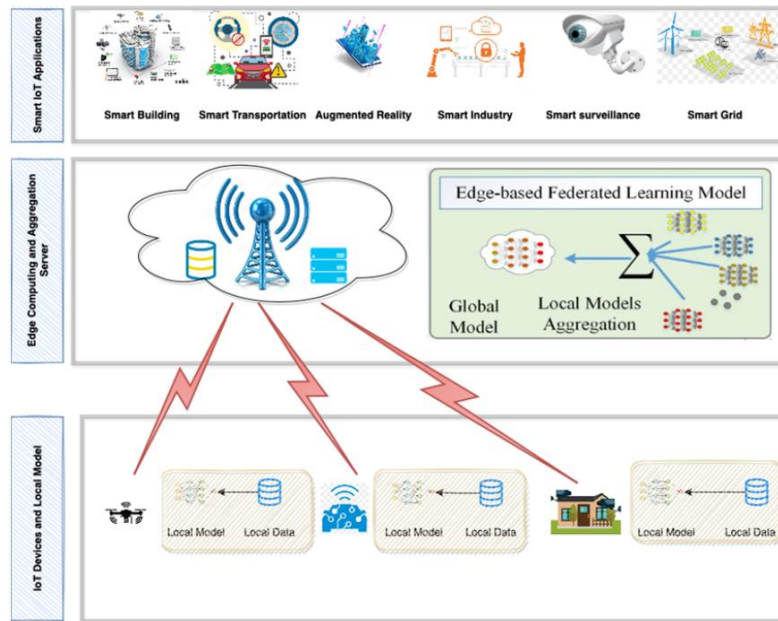 Smart IoT Applications
Smart Building
Smart Transportation
Augmented Reality
Smart Industry
Smart surveillance
Smart Grid
Edge Computing and Aggregation
Server
Edge-based Federated Learning Model
Σ
Global
Model
Local Models
Aggregation
IoT Devices and Local Model
Local Model
Local Data
Local Model
Local Data
Local Model
Local Data